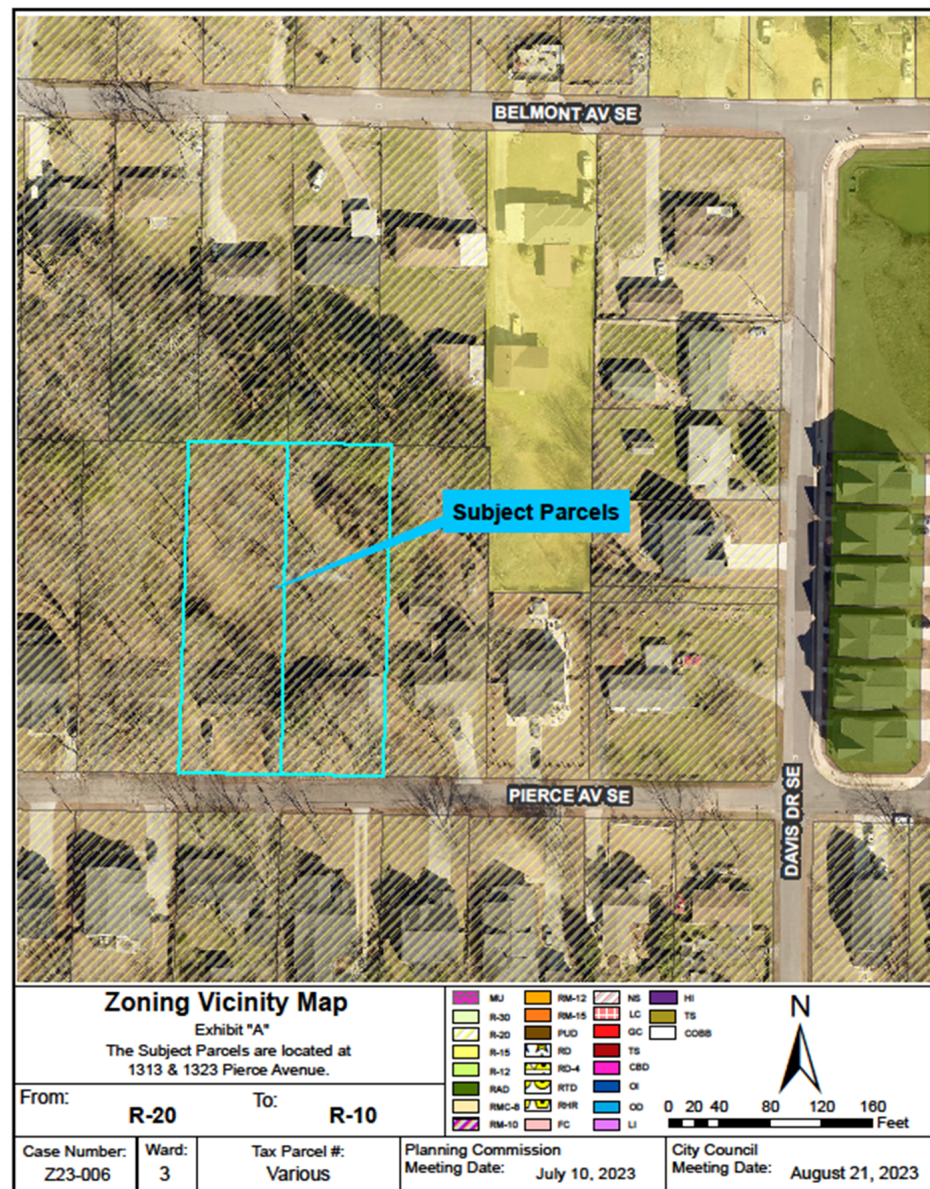 BELMONT AV SE
Subject Parcels
PIERCE AV SE
DAVIS DR SE
Zoning Vicinity Map
Exhibit "A"
The Subject Parcels are located at
1313 & 1323 Pierce Avenue.
From:
R-20
To:
R-10
MU
R-30
R-20
R-15
R-12
RAD
RMC-8
RM-10
RM-12
RM-15
PUD
RD
RD-4
RTD
RHR
FC
NS
LC
GC
TS
CBD
OI
OD
LI
HI
TS
COBB
N
0 20 40 80 120 160
Feet
Case Number:
Z23-006
Ward:
3
Tax Parcel #:
Various
Planning Commission
Meeting Date: July 10, 2023
City Council
Meeting Date: August 21, 2023